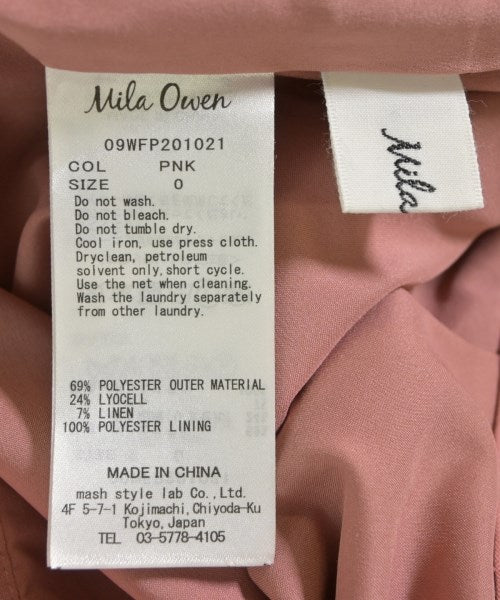 Mila Owen
09WFP201021
COL PNK
SIZE 0
Do not wash.
Do not bleach.
Do not tumble dry.
Cool iron, use press cloth.
Dryclean, petroleum
solvent only,short cycle.
Use the net when cleaning.
Wash the laundry separately
from other laundry.
69% POLYESTER OUTER MATERIAL
24% LYOCELL
7% LINEN
100% POLYESTER LINING
MADE IN CHINA
mash style lab Co.,Ltd.
4F 5-7-1 Kojimachi,Chiyoda-Ku
Tokyo,Japan
TEL 03-5778-4105
Mila